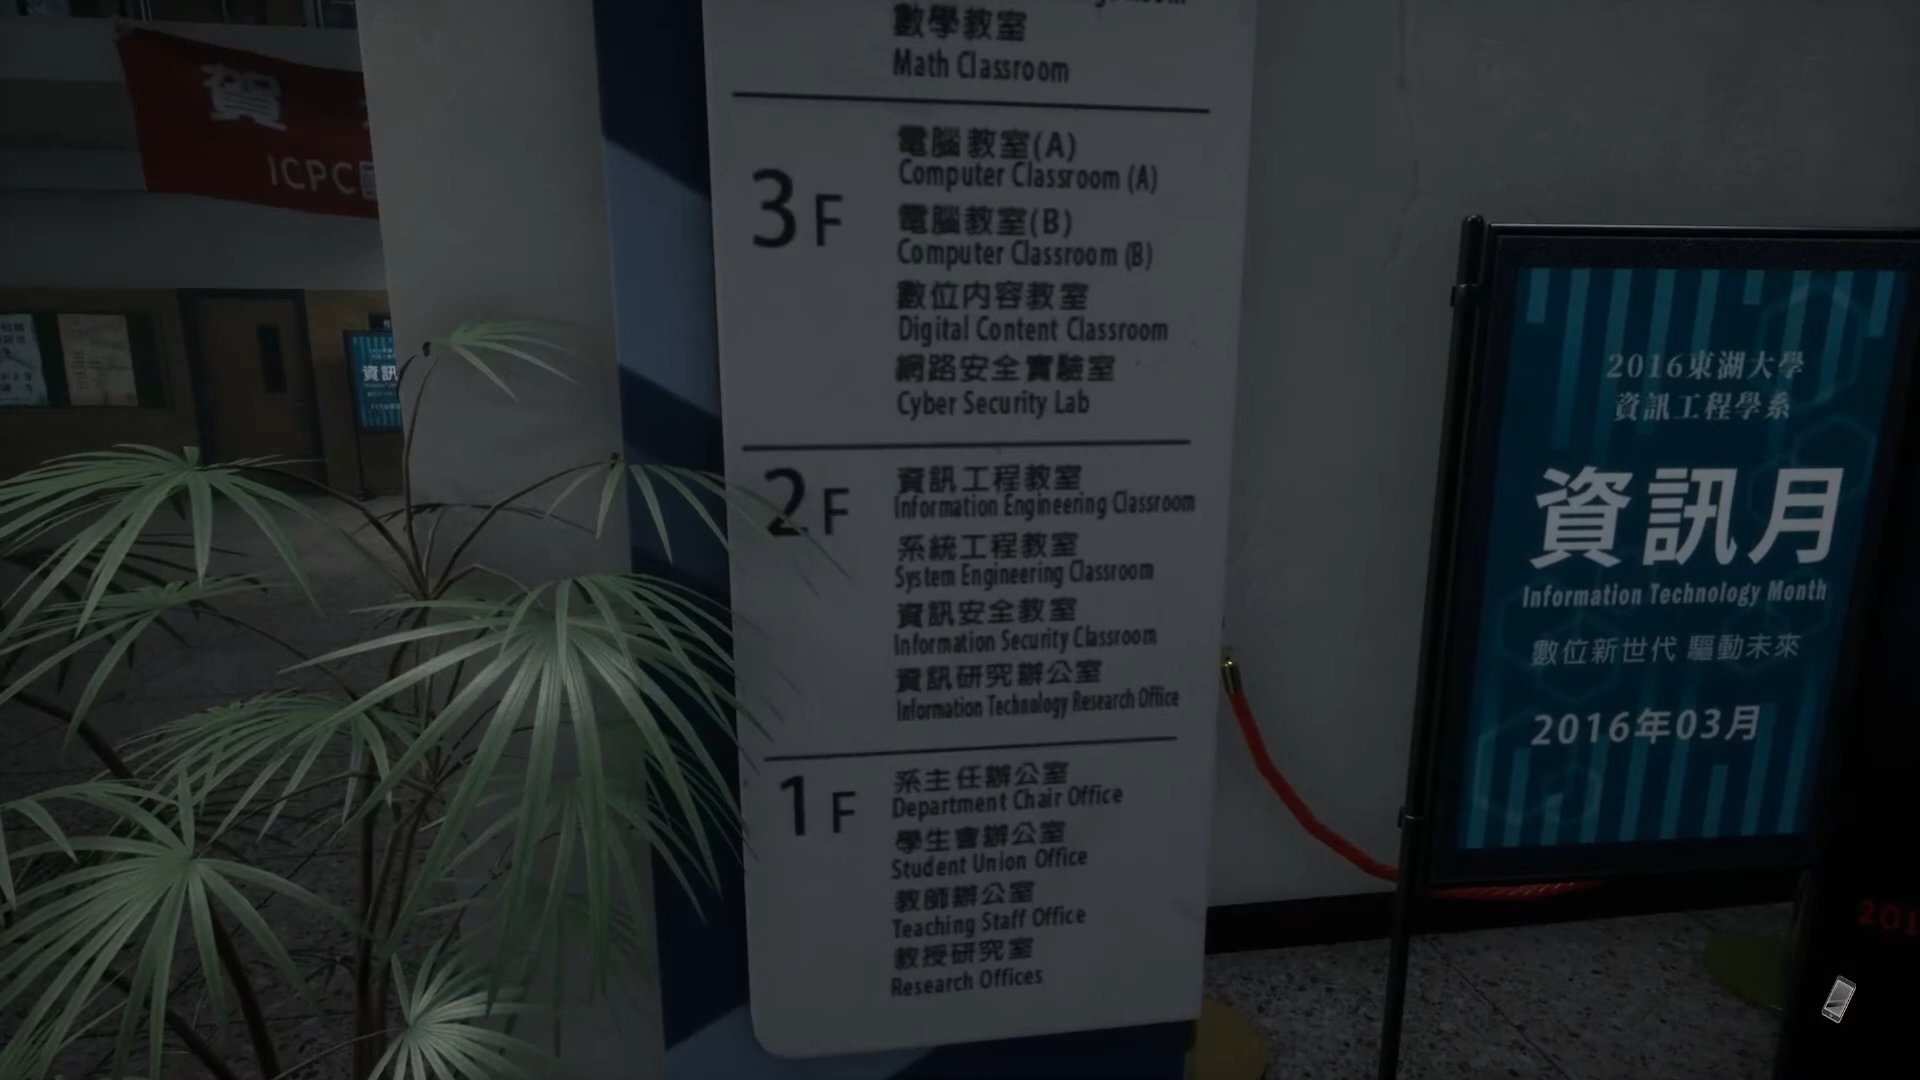 賀
ICPC
資訊
數學教室
Math Classroom
3F
電腦教室(A)
Computer Classroom (A)
電腦教室(B)
Computer Classroom (B)
數位內容教室
Digital Content Classroom
網路安全實驗室
Cyber Security Lab
2F
資訊工程教室
Information Engineering Classroom
系統工程教室
System Engineering Classroom
資訊安全教室
Information Security Classroom
資訊研究辦公室
Information Technology Research Office
1F
系主任辦公室
Department Chair Office
學生會辦公室
Student Union Office
教師辦公室
Teaching Staff Office
教授研究室
Research Offices
2016東湖大學
資訊工程學系
資訊月
Information Technology Month
數位新世代 驅動未來
2016年03月
201